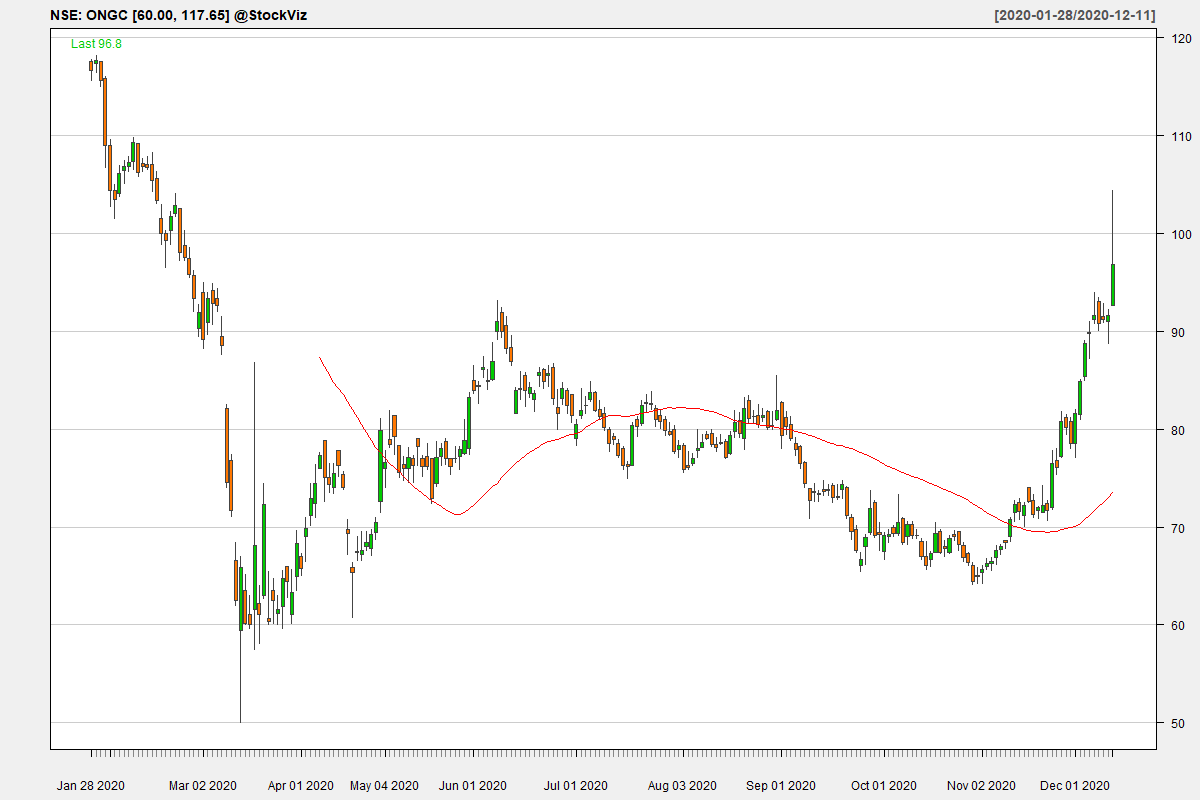 NSE: ONGC [60.00, 117.65] @StockViz [2020-01-28/2020-12-11]
Last 96.8
120
110
100
90
80
70
60
50
Jan 28 2020 Mar 02 2020 Apr 01 2020 May 04 2020 Jun 01 2020 Jul 01 2020 Aug 03 2020 Sep 01 2020 Oct 01 2020 Nov 02 2020 Dec 01 2020